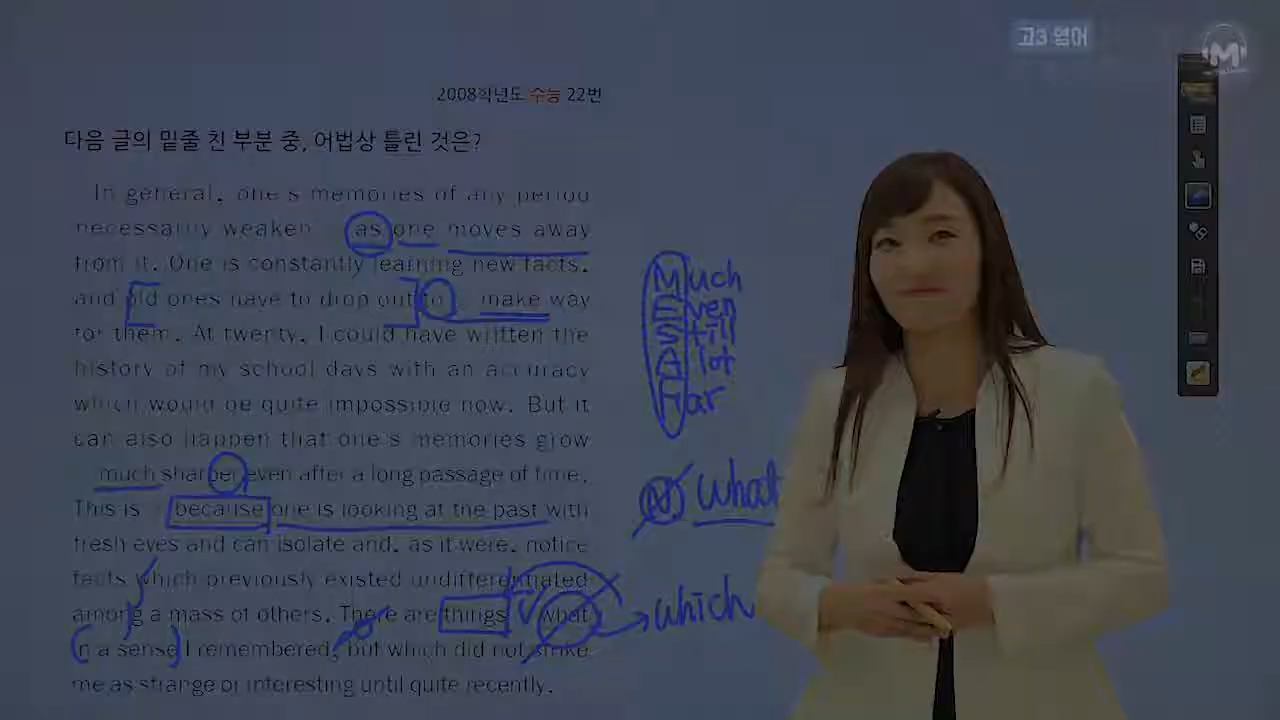 고3 영어
M
2008학년도 수능 22번
다음 글의 밑줄 친 부분 중, 어법상 틀린 것은?
In general, one's memories of any period
necessarily weaken as one moves away
from it. One is constantly learning new facts,
and old ones have to drop out to make way
for them. At twenty, I could have written the
history of my school days with an accuracy
which would be quite impossible now. But it
can also happen that one's memories grow
much sharper even after a long passage of time.
This is because one is looking at the past with
fresh eyes and can isolate and, as it were, notice
facts which previously existed undifferentiated
among a mass of others. There are things what
in a sense I remembered, but which did not strike
me as strange or interesting until quite recently.
Much
Even
Still
A lot
Far
N What
which